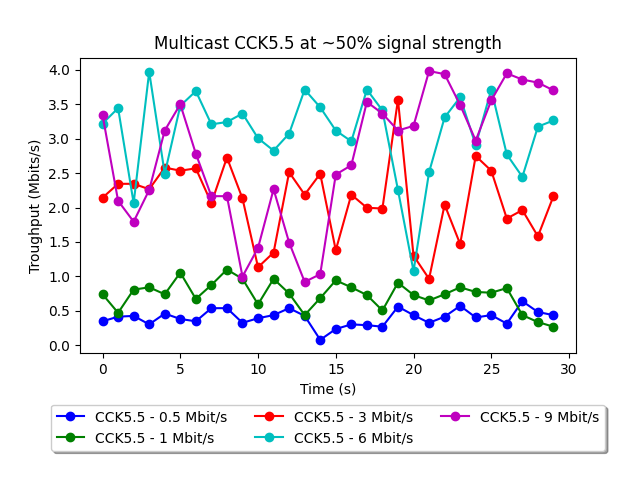 Multicast CCK5.5 at ~50% signal strength
Troughput (Mbits/s)
4.0
3.5
3.0
2.5
2.0
1.5
1.0
0.5
0.0
0 5 10 15 20 25 30
Time (s)
CCK5.5 - 0.5 Mbit/s CCK5.5 - 3 Mbit/s CCK5.5 - 9 Mbit/s
CCK5.5 - 1 Mbit/s CCK5.5 - 6 Mbit/s